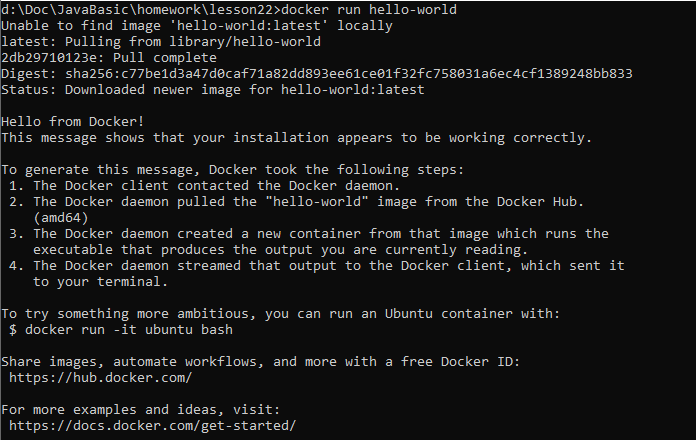 d:\Doc\JavaBasic\homework\lesson22>docker run hello-world
Unable to find image 'hello-world:latest' locally
latest: Pulling from library/hello-world
2db29710123e: Pull complete
Digest: sha256:c77be1d3a47d0caf71a82dd893ee61ce01f32fc758031a6ec4cf1389248bb833
Status: Downloaded newer image for hello-world:latest

Hello from Docker!
This message shows that your installation appears to be working correctly.

To generate this message, Docker took the following steps:
 1. The Docker client contacted the Docker daemon.
 2. The Docker daemon pulled the "hello-world" image from the Docker Hub.
    (amd64)
 3. The Docker daemon created a new container from that image which runs the
    executable that produces the output you are currently reading.
 4. The Docker daemon streamed that output to the Docker client, which sent it
    to your terminal.

To try something more ambitious, you can run an Ubuntu container with:
 $ docker run -it ubuntu bash

Share images, automate workflows, and more with a free Docker ID:
 https://hub.docker.com/

For more examples and ideas, visit:
 https://docs.docker.com/get-started/